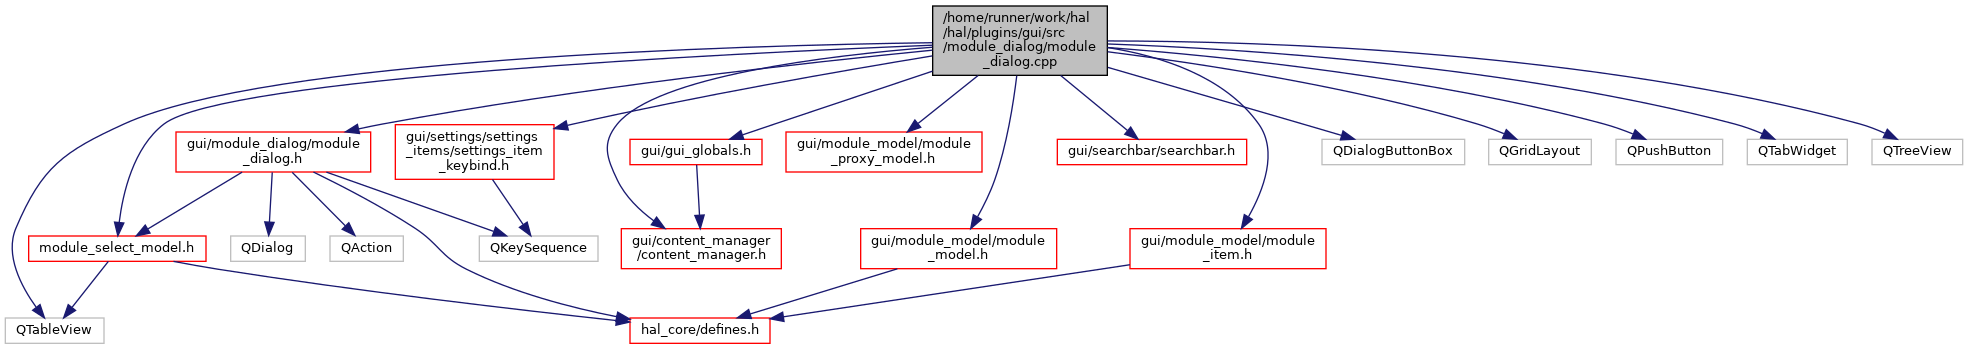 /home/runner/work/hal
/hal/plugins/gui/src
/module_dialog/module
_dialog.cpp
gui/module_dialog/module
_dialog.h
gui/settings/settings
_items/settings_item
_keybind.h
gui/gui_globals.h
gui/module_model/module
_proxy_model.h
gui/searchbar/searchbar.h
QDialogButtonBox
QGridLayout
QPushButton
QTabWidget
QTreeView
module_select_model.h
QDialog
QAction
QKeySequence
gui/content_manager
/content_manager.h
gui/module_model/module
_model.h
gui/module_model/module
_item.h
QTableView
hal_core/defines.h